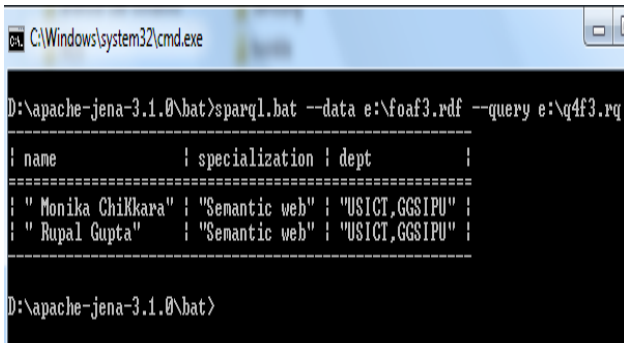 C:\Windows\system32\cmd.exe
D:\apache-jena-3.1.0\bat>sparql.bat --data e:\foaf3.rdf --query e:\q4f3.rq
| name | specialization | dept |
| " Monika ChiKkara" | "Semantic web" | "USICT,GGSIPU" |
| " Rupal Gupta" | "Semantic web" | "USICT,GGSIPU" |
D:\apache-jena-3.1.0\bat>